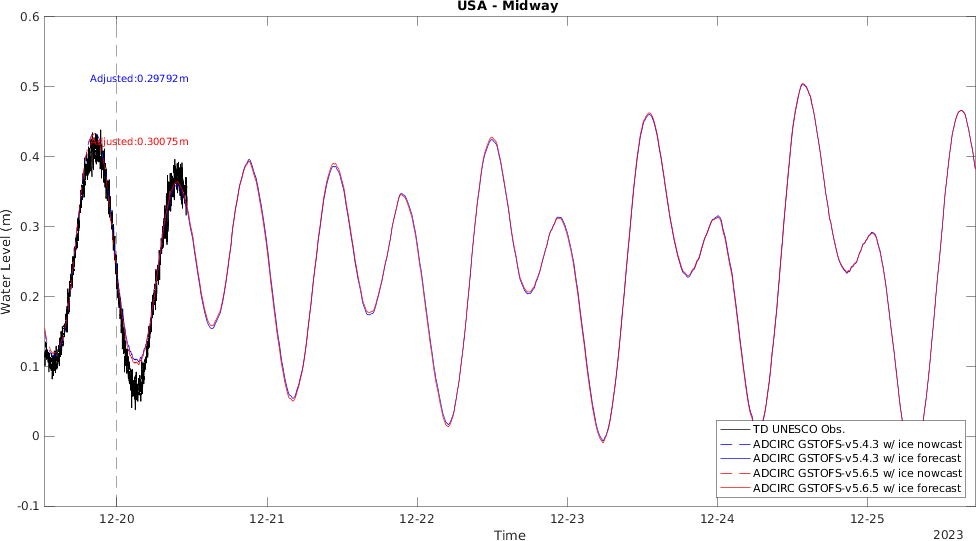 USA - Midway
0.6
0.5
0.4
0.3
0.2
0.1
0
-0.1
Water Level (m)
Adjusted:0.29792m
Adjusted:0.30075m
TD UNESCO Obs.
ADCIRC GSTOFS-v5.4.3 w/ ice nowcast
ADCIRC GSTOFS-v5.4.3 w/ ice forecast
ADCIRC GSTOFS-v5.6.5 w/ ice nowcast
ADCIRC GSTOFS-v5.6.5 w/ ice forecast
12-20
12-21
12-22
12-23
12-24
12-25
Time
2023